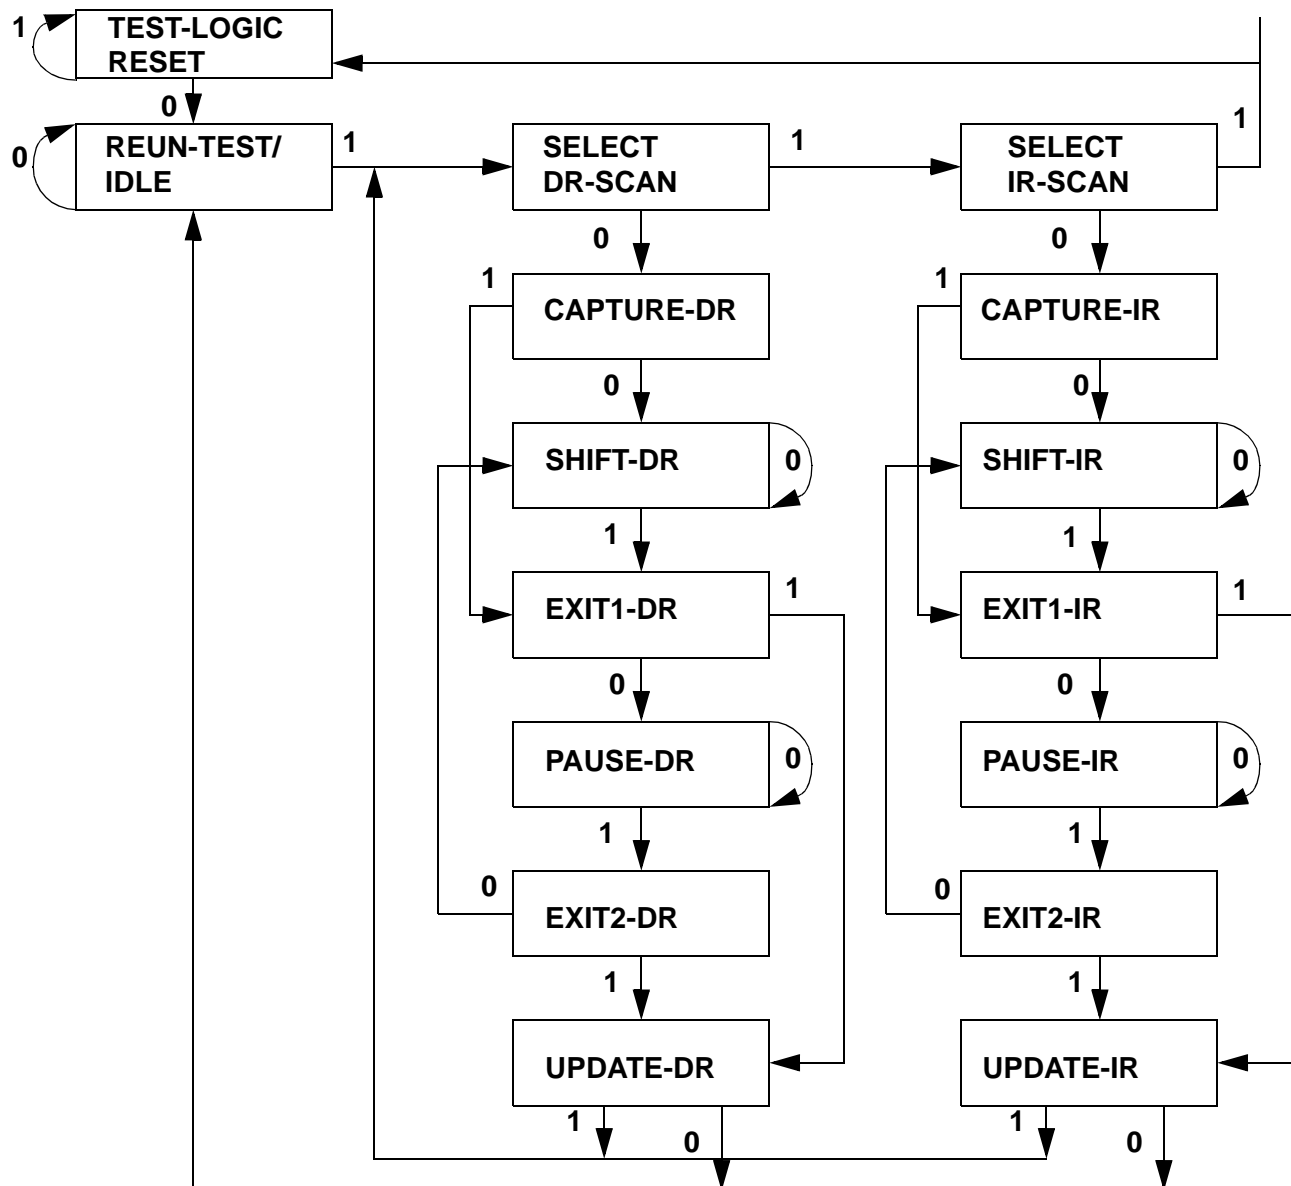 1
TEST-LOGIC
RESET
0
0
REUN-TEST/
IDLE
1
SELECT
DR-SCAN
1
SELECT
IR-SCAN
1
0
0
1
CAPTURE-DR
1
CAPTURE-IR
0
0
SHIFT-DR
0
SHIFT-IR
0
1
1
EXIT1-DR
1
EXIT1-IR
1
0
0
PAUSE-DR
0
PAUSE-IR
0
1
1
0
EXIT2-DR
0
EXIT2-IR
1
1
UPDATE-DR
UPDATE-IR
1
0
1
0